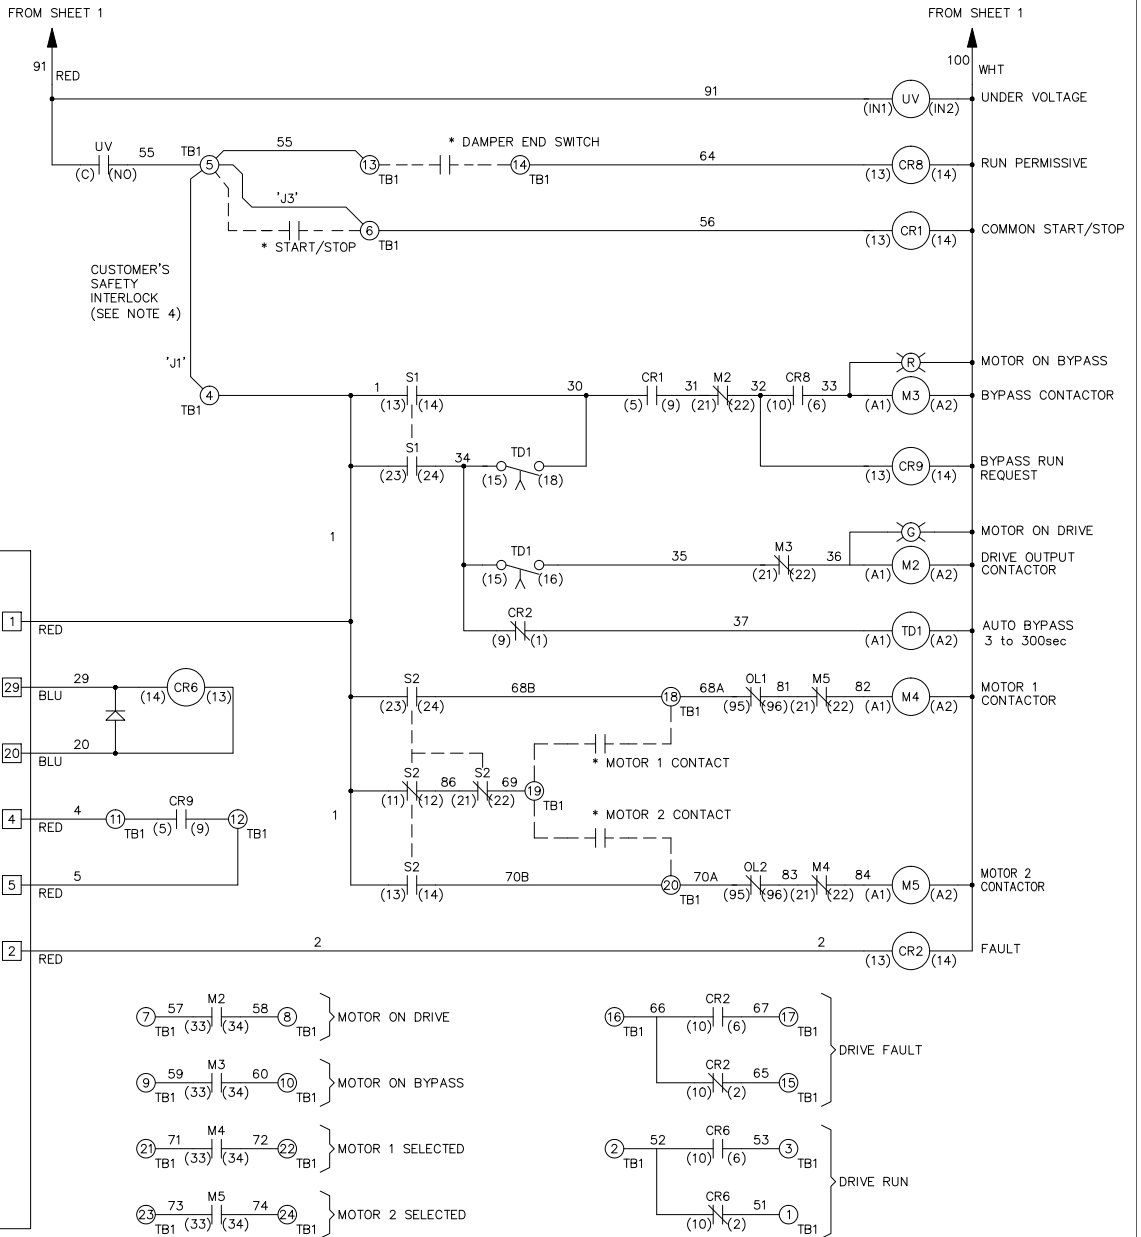 FROM SHEET 1
FROM SHEET 1
91
RED
100
WHT
91
(IN1) UV (IN2)
UNDER VOLTAGE
UV
(C) (NO)
55
TB1
5
55
13
TB1
* DAMPER END SWITCH
14
TB1
64
(13) CR8 (14)
RUN PERMISSIVE
'J3'
* START/STOP
6
TB1
56
(13) CR1 (14)
COMMON START/STOP
CUSTOMER'S
SAFETY
INTERLOCK
(SEE NOTE 4)
'J1'
TB1
4
R
MOTOR ON BYPASS
1
S1
(13) (14)
30
CR1
(5) (9)
31
M2
(21) (22)
32
CR8
(10) (6)
33
(A1) M3 (A2)
BYPASS CONTACTOR
S1
(23) (24)
34
TD1
(15) (18)
(13) CR9 (14)
BYPASS RUN
REQUEST
1
G
MOTOR ON DRIVE
TD1
(15) (16)
35
M3
(21) (22)
36
(A1) M2 (A2)
DRIVE OUTPUT
CONTACTOR
CR2
(9) (1)
37
(A1) TD1 (A2)
AUTO BYPASS
3 to 300sec
1
RED
29
BLU
29
(14) CR6 (13)
20
BLU
20
S2
(23) (24)
68B
18
TB1
68A
OL1
(95) (96)
81
M5
(21) (22)
82
(A1) M4 (A2)
MOTOR 1
CONTACTOR
* MOTOR 1 CONTACT
S2
(11) (12)
86
S2
(21) (22)
69
19
TB1
* MOTOR 2 CONTACT
1
4
RED
4
11
TB1
CR9
(5) (9)
12
TB1
5
RED
5
S2
(13) (14)
70B
20
TB1
70A
OL2
(95) (96)
83
M4
(21) (22)
84
(A1) M5 (A2)
MOTOR 2
CONTACTOR
2
RED
2
2
(13) CR2 (14)
FAULT
7
TB1
57
M2
(33) (34)
58
8
TB1
MOTOR ON DRIVE
9
TB1
59
M3
(33) (34)
60
10
TB1
MOTOR ON BYPASS
21
TB1
71
M4
(33) (34)
72
22
TB1
MOTOR 1 SELECTED
23
TB1
73
M5
(33) (34)
74
24
TB1
MOTOR 2 SELECTED
16
TB1
66
CR2
(10) (6)
67
17
TB1
CR2
(10) (2)
65
15
TB1
DRIVE FAULT
2
TB1
52
CR6
(10) (6)
53
3
TB1
CR6
(10) (2)
51
1
TB1
DRIVE RUN